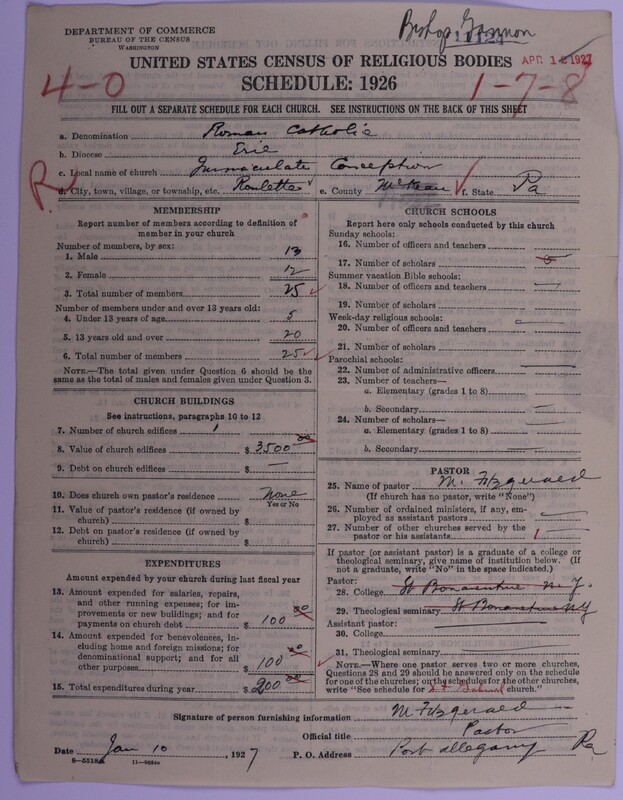 DEPARTMENT OF COMMERCE
BUREAU OF THE CENSUS
WASHINGTON
Bishop Gannon
UNITED STATES CENSUS OF RELIGIOUS BODIES
APR 12 1927
SCHEDULE: 1926
4-0
1-7-8
FILL OUT A SEPARATE SCHEDULE FOR EACH CHURCH. SEE INSTRUCTIONS ON THE BACK OF THIS SHEET
a. Denomination Roman Catholic
b. Diocese Erie
c. Local name of church Immaculate Conception
d. City, town, village, or township, etc. Roulette e. County McKean f. State Pa
MEMBERSHIP
Report number of members according to definition of
member in your church
Number of members, by sex:
1. Male 13
2. Female 12
3. Total number of members 25
Number of members under and over 13 years old:
4. Under 13 years of age 5
5. 13 years old and over 20
6. Total number of members 25
NOTE.—The total given under Question 6 should be
the same as the total of males and females given under Question 3.
CHURCH BUILDINGS
See instructions, paragraphs 10 to 12
7. Number of church edifices 1
8. Value of church edifices $ 3500 00
9. Debt on church edifices $ —
10. Does church own pastor's residence None
Yes or No
11. Value of pastor's residence (if owned by
church) $
12. Debt on pastor's residence (if owned by
church) $
EXPENDITURES
Amount expended by your church during last fiscal year
13. Amount expended for salaries, repairs,
and other running expenses; for im-
provements or new buildings; and for
payments on church debt $ 100 00
14. Amount expended for benevolences, in-
cluding home and foreign missions; for
denominational support; and for all
other purposes $ 100 00
15. Total expenditures during year $ 200 00
CHURCH SCHOOLS
Report here only schools conducted by this church
Sunday schools:
16. Number of officers and teachers
17. Number of scholars 5
Summer vacation Bible schools:
18. Number of officers and teachers —
19. Number of scholars
Week-day religious schools:
20. Number of officers and teachers
21. Number of scholars
Parochial schools:
22. Number of administrative officers —
23. Number of teachers—
a. Elementary (grades 1 to 8) —
b. Secondary —
24. Number of scholars—
a. Elementary (grades 1 to 8) —
b. Secondary —
PASTOR
25. Name of pastor M. Fitzgerald
(If church has no pastor, write "None")
26. Number of ordained ministers, if any, em-
ployed as assistant pastors —
27. Number of other churches served by the
pastor or his assistants 1
If pastor (or assistant pastor) is a graduate of a college or
theological seminary, give name of institution below. (If
not a graduate, write "No" in the space indicated.)
Pastor:
28. College St Bonaventure N.Y.
29. Theological seminary St Bonaventure N.Y
Assistant pastor:
30. College —
31. Theological seminary —
NOTE.—Where one pastor serves two or more churches,
Questions 28 and 29 should be answered only on the schedule
for one of the churches; on the schedules for the other churches,
write "See schedule for St Gabriel church."
Signature of person furnishing information M Fitzgerald
Official title Pastor
Date Jan 10, 1927 P. O. Address Port Allegany Pa